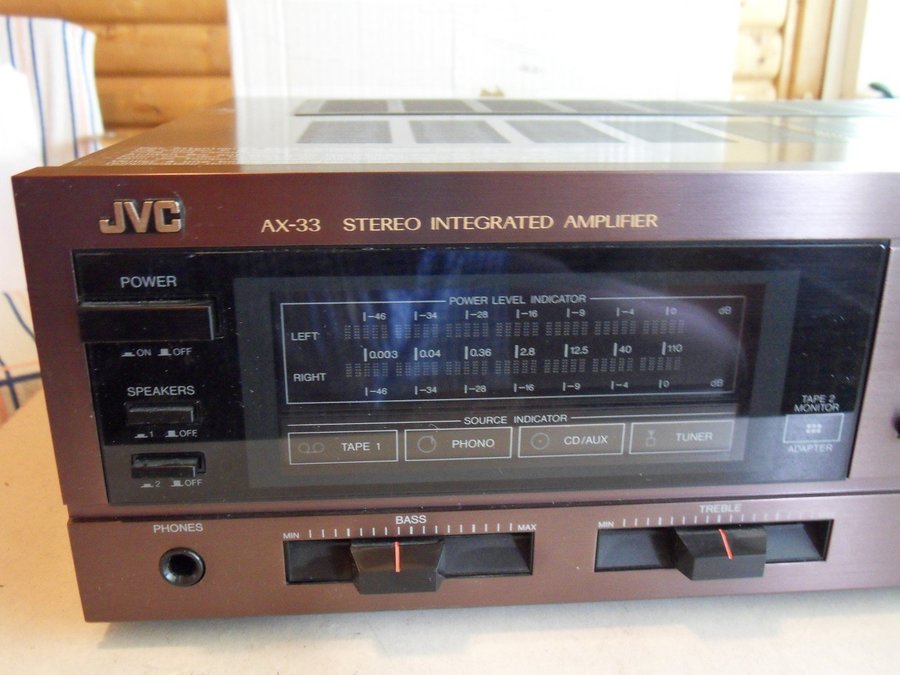 JVC
AX-33 STEREO INTEGRATED AMPLIFIER
POWER
ON OFF
SPEAKERS
1 OFF
2 OFF
POWER LEVEL INDICATOR
-46 -34 -28 -16 -9 -4 0 dB
LEFT
0.003 0.04 0.36 2.8 12.5 40 110
RIGHT
-46 -34 -28 -16 -9 -4 0 dB
SOURCE INDICATOR
TAPE 1 PHONO CD/AUX TUNER
TAPE 2
MONITOR
ADAPTER
PHONES
BASS
MIN MAX
TREBLE
MIN